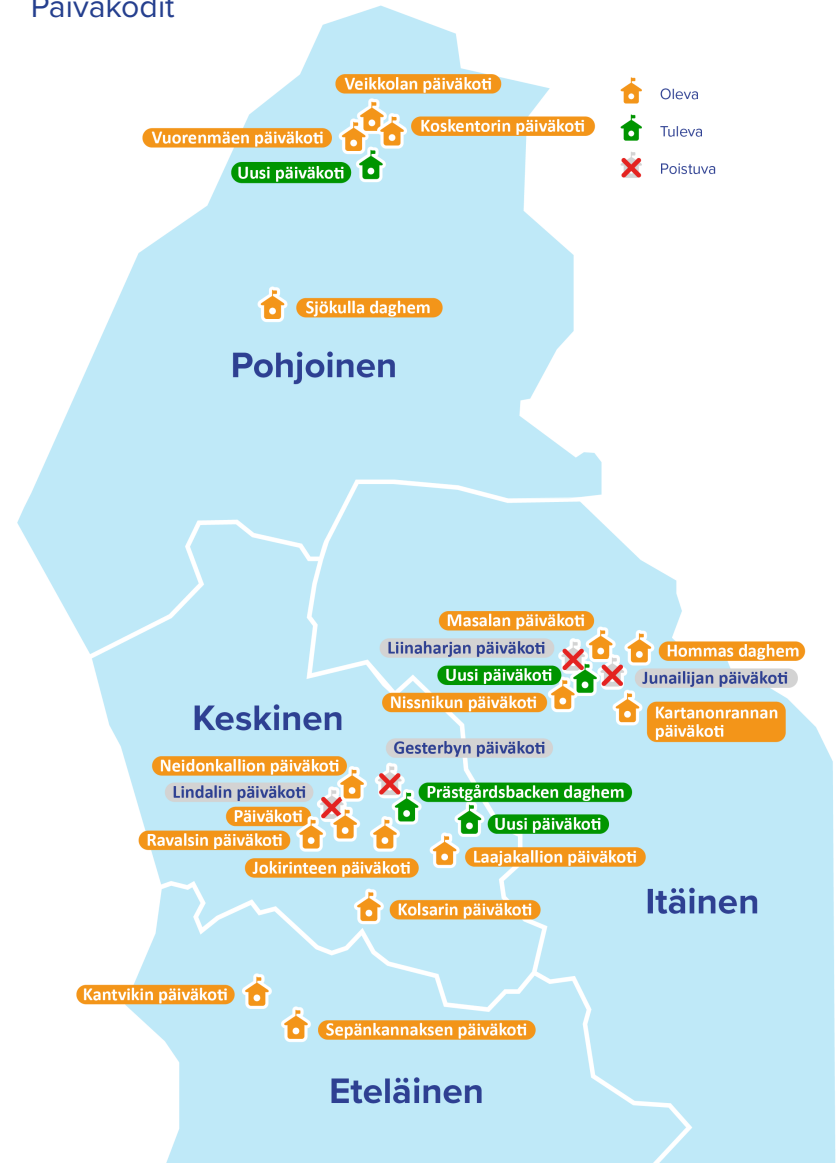 Päiväkodit
Veikkolan päiväkoti
Oleva
Koskentorin päiväkoti
Tuleva
Vuorenmäen päiväkoti
Uusi päiväkoti
Poistuva
Sjökulla daghem
Pohjoinen
Masalan päiväkoti
Liinaharjan päiväkoti
Hommas daghem
Uusi päiväkoti
Junailijan päiväkoti
Nissnikun päiväkoti
Kartanonrannan
päiväkoti
Keskinen
Gesterbyn päiväkoti
Neidonkallion päiväkoti
Lindalin päiväkoti
Prästgårdsbacken daghem
Päiväkoti
Uusi päiväkoti
Ravalsin päiväkoti
Laajakallion päiväkoti
Jokirinteen päiväkoti
Itäinen
Kolsarin päiväkoti
Kantvikin päiväkoti
Sepänkannaksen päiväkoti
Eteläinen